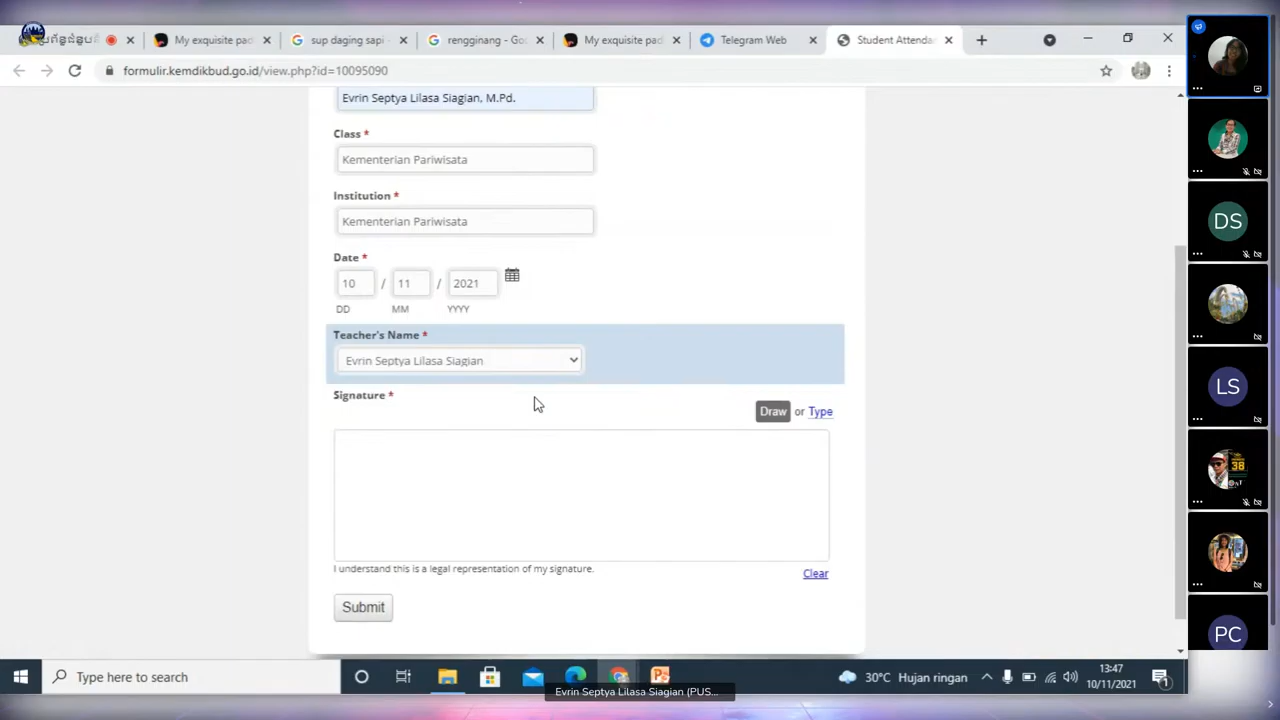 My exquisite pad
sup daging sapi -
rengginang - Goo
My exquisite pad
Telegram Web
Student Attenda
formulir.kemdikbud.go.id/view.php?id=10095090
Evrin Septya Lilasa Siagian, M.Pd.
Class *
Kementerian Pariwisata
Institution *
Kementerian Pariwisata
Date *
10 / 11 / 2021
DD MM YYYY
Teacher's Name *
Evrin Septya Lilasa Siagian
Signature *
Draw or Type
I understand this is a legal representation of my signature.
Clear
Submit
DS
LS
38
PC
Type here to search
30°C Hujan ringan
13:47
10/11/2021
1
Evrin Septya Lilasa Siagian (PUS...